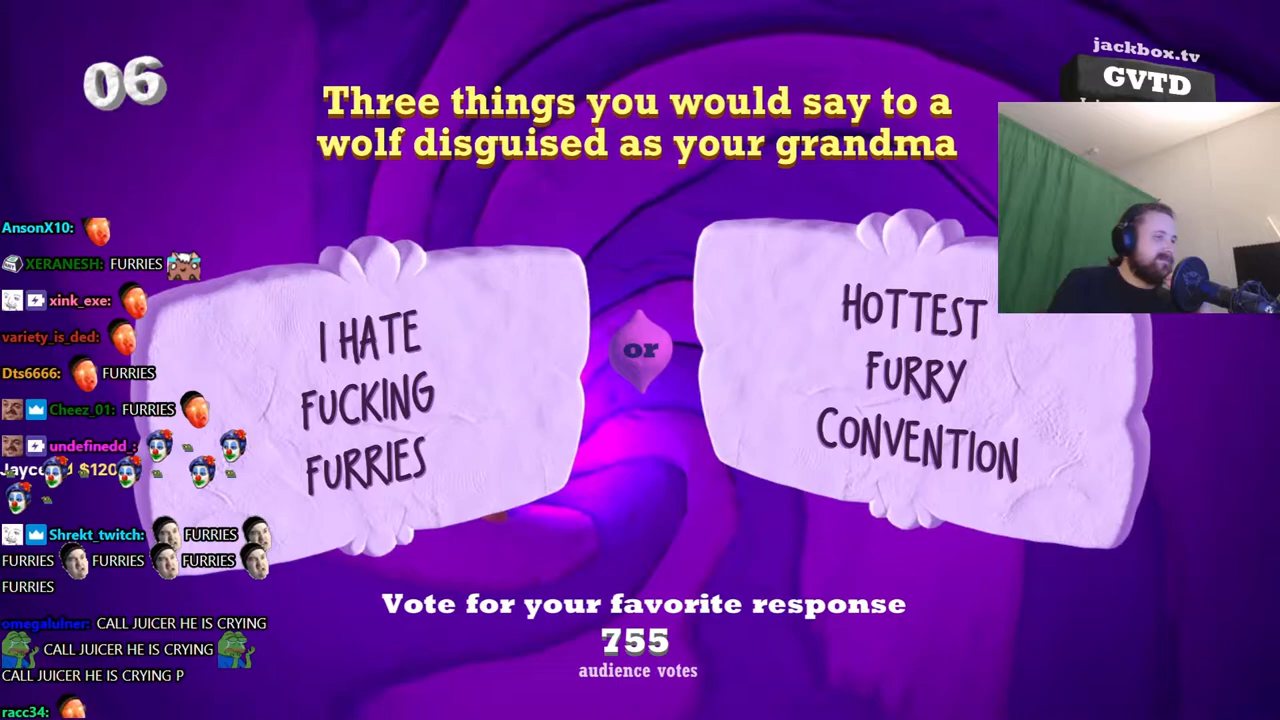 06
jackbox.tv
GVTD
Three things you would say to a
wolf disguised as your grandma
AnsonX10:
XERANESH: FURRIES
xink_exe:
variety_is_ded:
Dts6666: FURRIES
Cheez_01: FURRIES
undefinedd_:
$120
Shrekt_twitch: FURRIES
FURRIES FURRIES FURRIES
FURRIES
omegalulner: CALL JUICER HE IS CRYING
CALL JUICER HE IS CRYING
CALL JUICER HE IS CRYING P
racc34:
I HATE
FUCKING
FURRIES
or
HOTTEST
FURRY
CONVENTION
Vote for your favorite response
755
audience votes